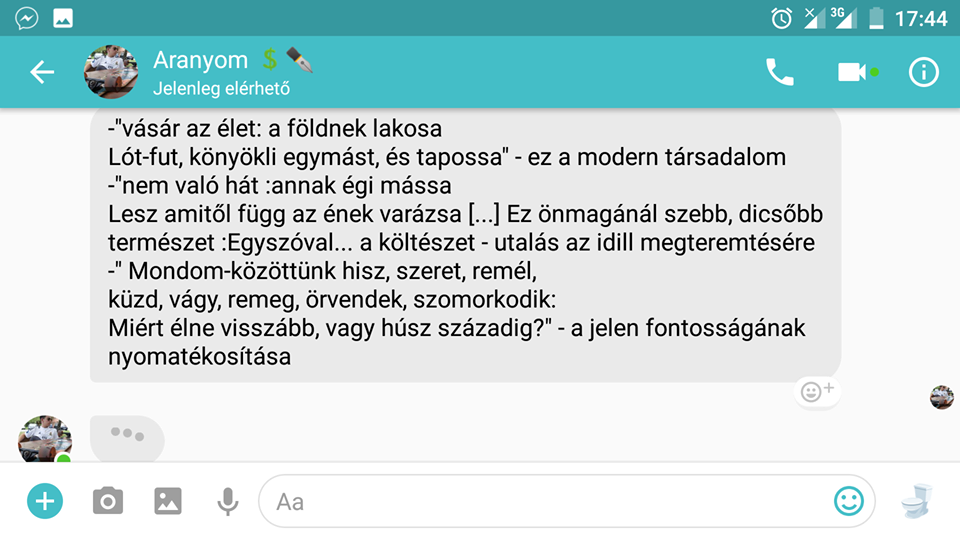 3G
17:44
Aranyom
Jelenleg elérhető
-"vásár az élet: a földnek lakosa
Lót-fut, könyökli egymást, és tapossa" - ez a modern társadalom
-"nem való hát :annak égi mássa
Lesz amitől függ az ének varázsa [...] Ez önmagánál szebb, dicsőbb
természet :Egyszóval... a költészet - utalás az idill megteremtésére
-" Mondom-közöttünk hisz, szeret, remél,
küzd, vágy, remeg, örvendek, szomorkodik:
Miért élne visszább, vagy húsz századig?" - a jelen fontosságának
nyomatékosítása
Aa